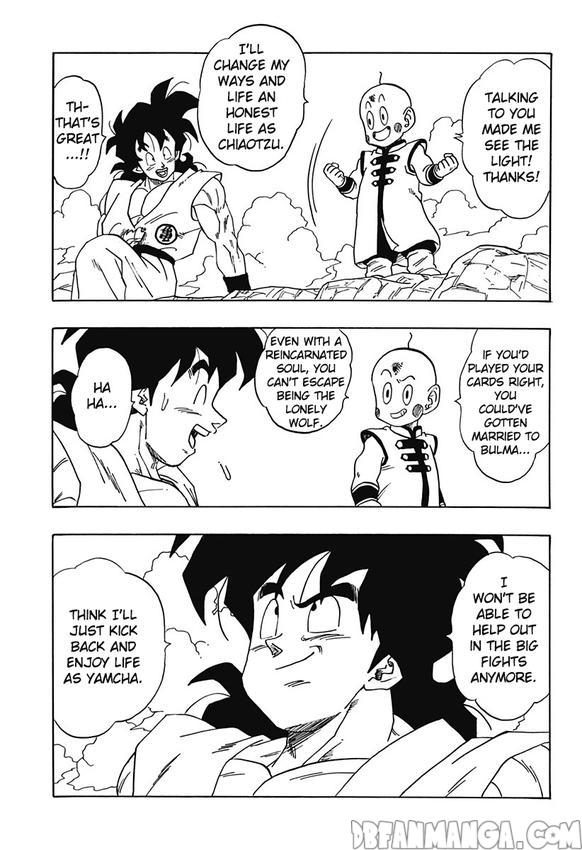 TALKING
TO YOU
MADE ME
SEE THE
LIGHT!
THANKS!
I'LL
CHANGE MY
WAYS AND
LIFE AN
HONEST
LIFE AS
CHIAOTZU.
TH-
THAT'S
GREAT
...!!
IF YOU'D
PLAYED YOUR
CARDS RIGHT,
YOU
COULD'VE
GOTTEN
MARRIED TO
BULMA...
EVEN WITH A
REINCARNATED
SOUL, YOU
CAN'T ESCAPE
BEING THE
LONELY
WOLF.
HA
HA...
I
WON'T BE
ABLE TO
HELP OUT
IN THE BIG
FIGHTS
ANYMORE.
THINK I'LL
JUST KICK
BACK AND
ENJOY LIFE
AS YAMCHA.
DBFANMANGA.COM